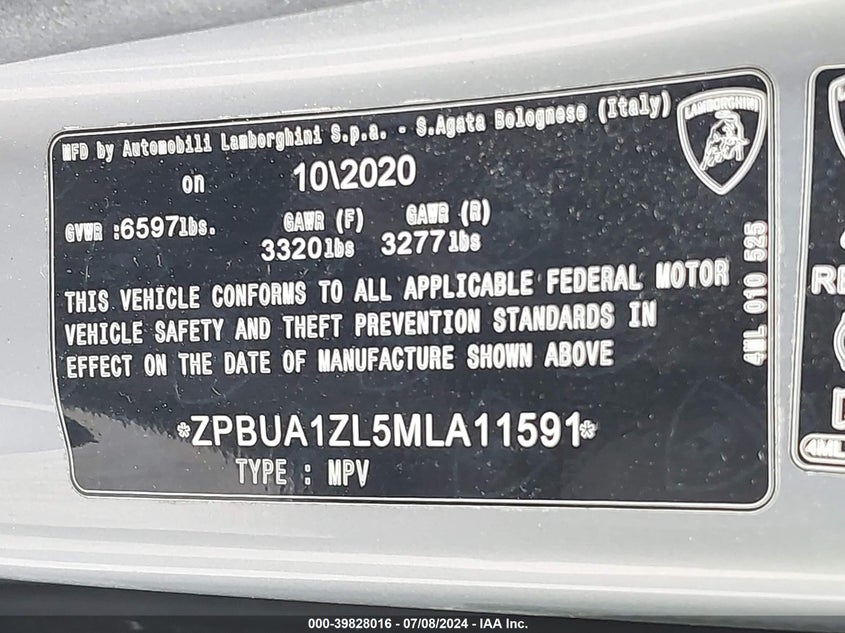 MFD by Automobili Lamborghini S.p.a. - S.Agata Bolognese (Italy)
LAMBORGHINI
on 10\2020
GVWR :6597lbs. GAWR (F) GAWR (R)
3320lbs 3277lbs
THIS VEHICLE CONFORMS TO ALL APPLICABLE FEDERAL MOTOR
VEHICLE SAFETY AND THEFT PREVENTION STANDARDS IN
EFFECT ON THE DATE OF MANUFACTURE SHOWN ABOVE
*ZPBUA1ZL5MLA11591*
TYPE : MPV
4ML 010 525
4ML
000-39828016 - 07/08/2024 - IAA Inc.